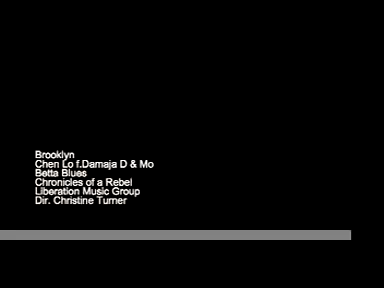 Brooklyn
Chen Lo f.Damaja D & Mo
Betta Blues
Chronicles of a Rebel
Liberation Music Group
Dir. Christine Turner